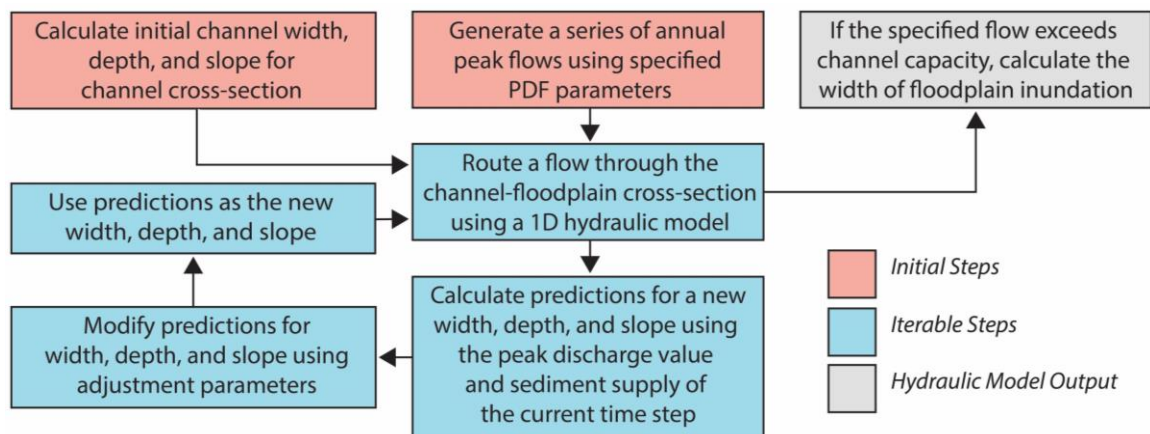 Calculate initial channel width,
depth, and slope for
channel cross-section
Generate a series of annual
peak flows using specified
PDF parameters
If the specified flow exceeds
channel capacity, calculate the
width of floodplain inundation
Route a flow through the
channel-floodplain cross-section
using a 1D hydraulic model
Use predictions as the new
width, depth, and slope
Modify predictions for
width, depth, and slope using
adjustment parameters
Calculate predictions for a new
width, depth, and slope using
the peak discharge value
and sediment supply of
the current time step
Initial Steps
Iterable Steps
Hydraulic Model Output